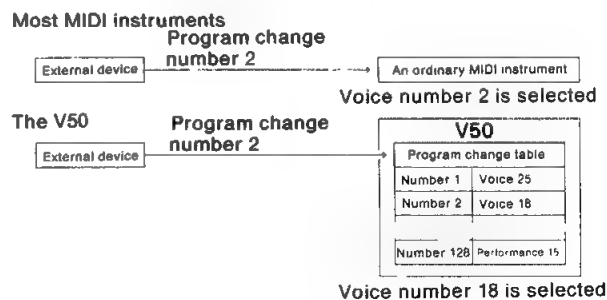 Most MIDI instruments
Program change
number 2
External device
An ordinary MIDI instrument
Voice number 2 is selected
The V50
Program change
number 2
External device
V50
Program change table
Number 1 Voice 25
Number 2 Voice 18
Number 128 Performance 15
Voice number 18 is selected